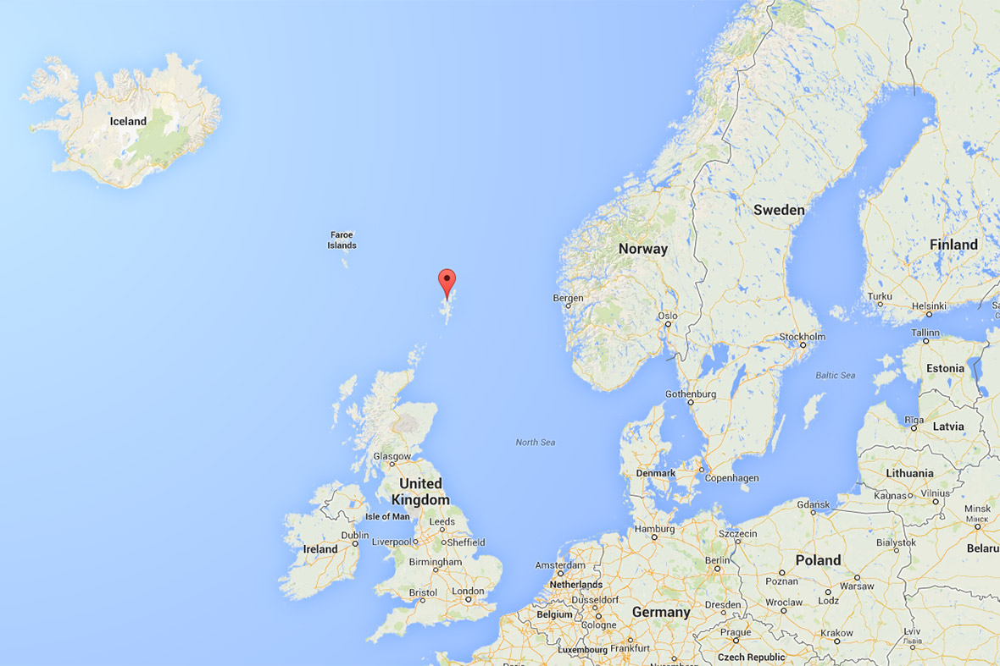 Iceland
Faroe
Islands
Sweden
Norway
Finland
Bergen
Turku
Helsinki
Oslo
Tallinn
Stockholm
Baltic Sea
Estonia
Gothenburg
Rīga
Latvia
North Sea
Glasgow
Denmark
Copenhagen
Lithuania
United
Kingdom
Kaunas
Vilnius
Gdańsk
Isle of Man
Minsk
Мінск
Leeds
Hamburg
Szczecin
Dublin
Liverpool
Sheffield
Bialystok
Ireland
Belaru
Birmingham
Amsterdam
Berlin
Poland
Netherlands
Poznan
Warsaw
Bristol
London
Dusseldorf
Lodz
Wroclaw
Dresden
Belgium
Germany
Cologne
Prague
Krakow
Lviv
Львів
Luxembourg
Frankfurt
Czech Republic